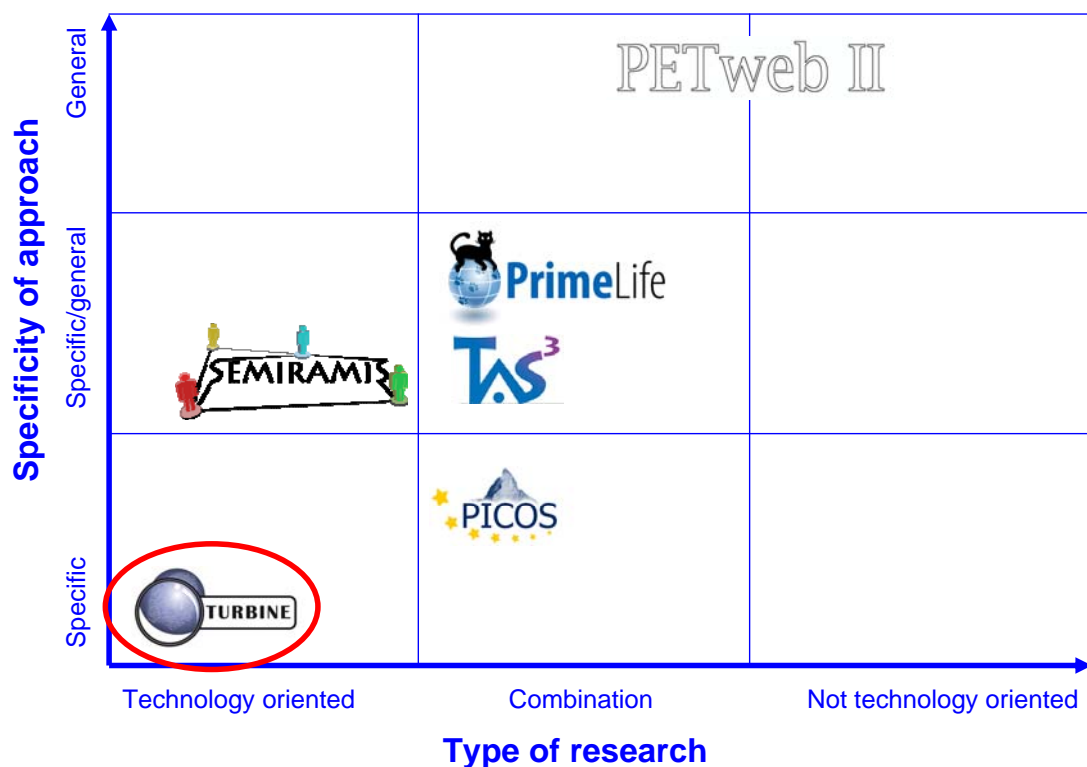 Specificity of approach
General
PETweb II
Specific/general
PrimeLife
SEMIRAMIS
TAS3
PICOS
Specific
TURBINE
Technology oriented
Combination
Not technology oriented
Type of research